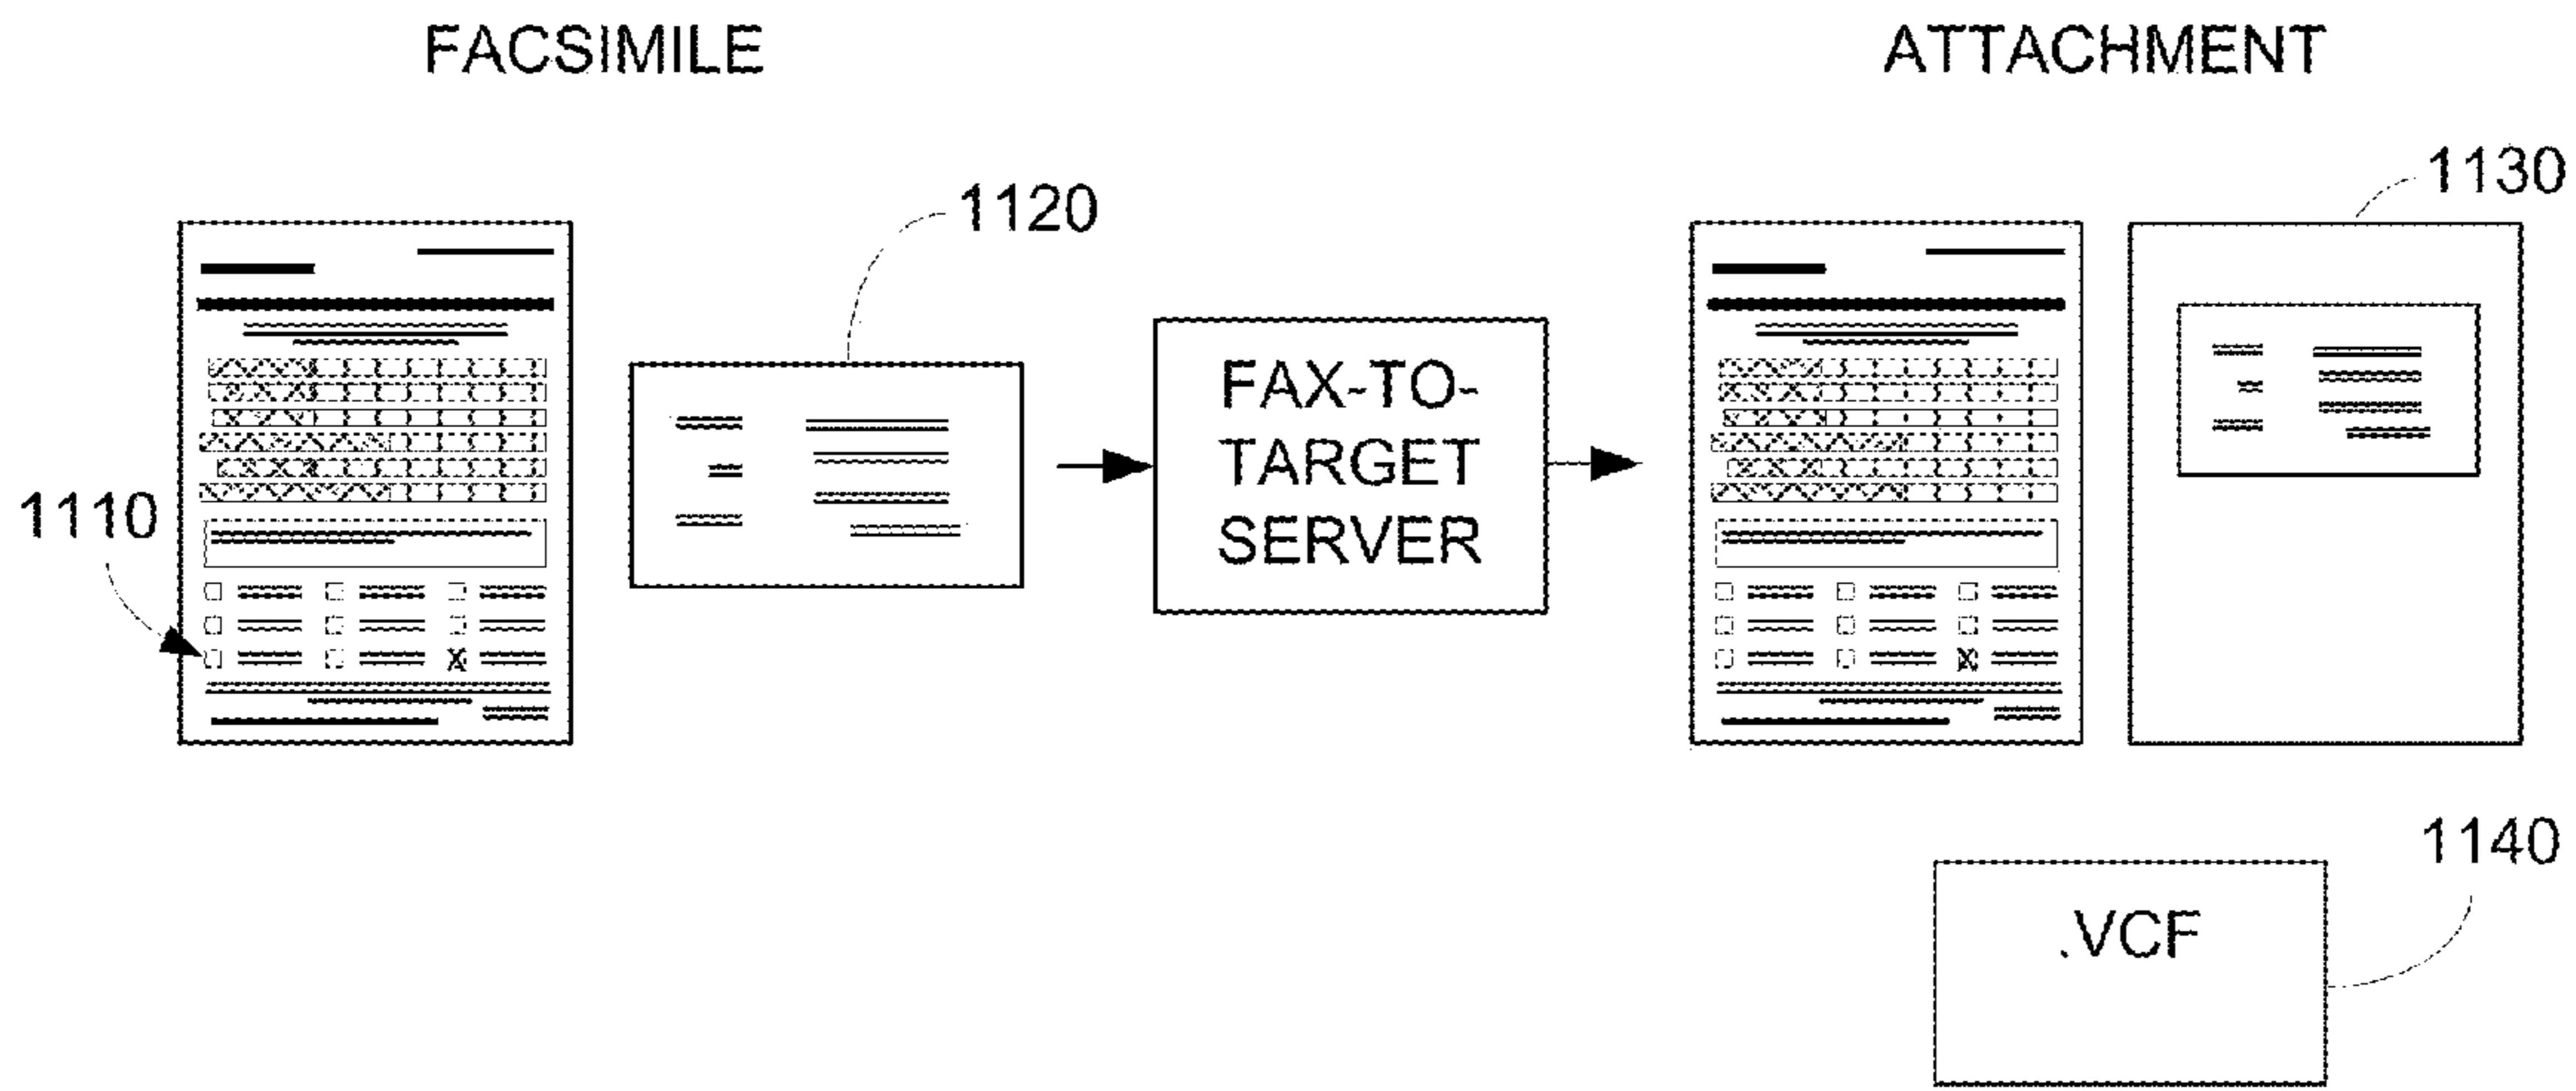 FACSIMILE
ATTACHMENT
1130
1120
FAX-TO-
TARGET
SERVER
1110
X
X
1140
.VCF